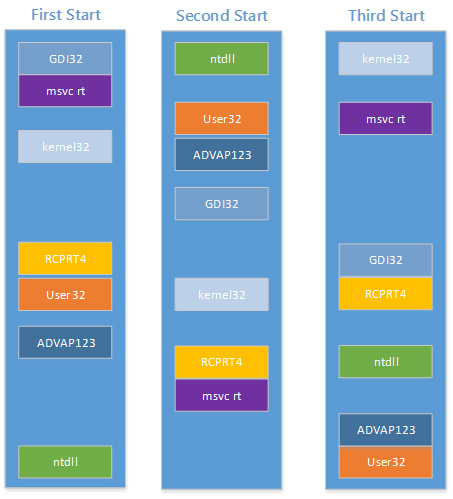 First Start
GDI32
msvc rt
kernel32
RCPRT4
User32
ADVAP123
ntdll
Second Start
ntdll
User32
ADVAP123
GDI32
kernel32
RCPRT4
msvc rt
Third Start
kernel32
msvc rt
GDI32
RCPRT4
ntdll
ADVAP123
User32